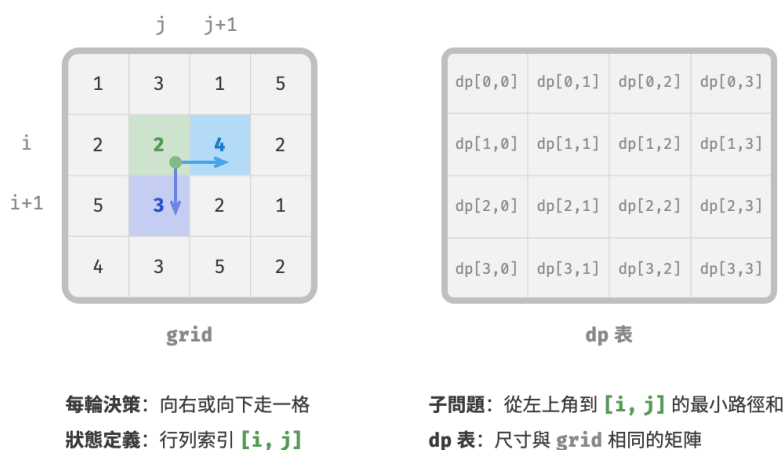 j j+1
1 3 1 5
i 2 2 4 2
i+1 5 3 2 1
4 3 5 2
grid
dp[0,0] dp[0,1] dp[0,2] dp[0,3]
dp[1,0] dp[1,1] dp[1,2] dp[1,3]
dp[2,0] dp[2,1] dp[2,2] dp[2,3]
dp[3,0] dp[3,1] dp[3,2] dp[3,3]
dp 表
每輪決策：向右或向下走一格
狀態定義：行列索引 [i, j]
子問題：從左上角到 [i, j] 的最小路徑和
dp 表：尺寸與 grid 相同的矩陣